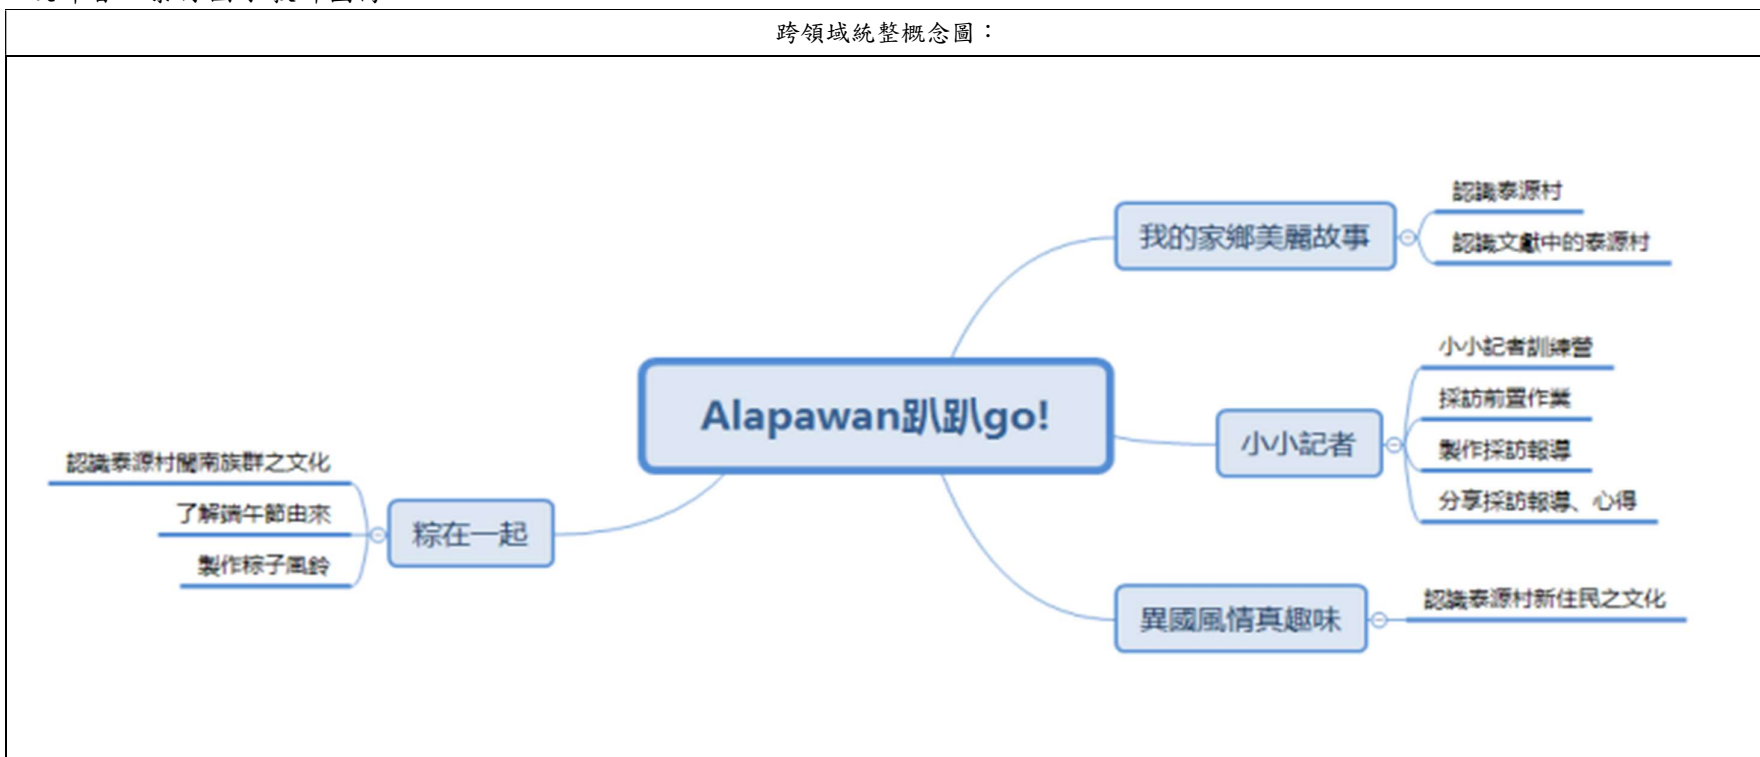 跨領域統整概念圖：
Alapawan趴趴go!
我的家鄉美麗故事
認識泰源村
認識文獻中的泰源村
小小記者
小小記者訓練營
採訪前置作業
製作採訪報導
分享採訪報導、心得
異國風情真趣味
認識泰源村新住民之文化
粽在一起
認識泰源村閩南族群之文化
了解端午節由來
製作粽子風鈴